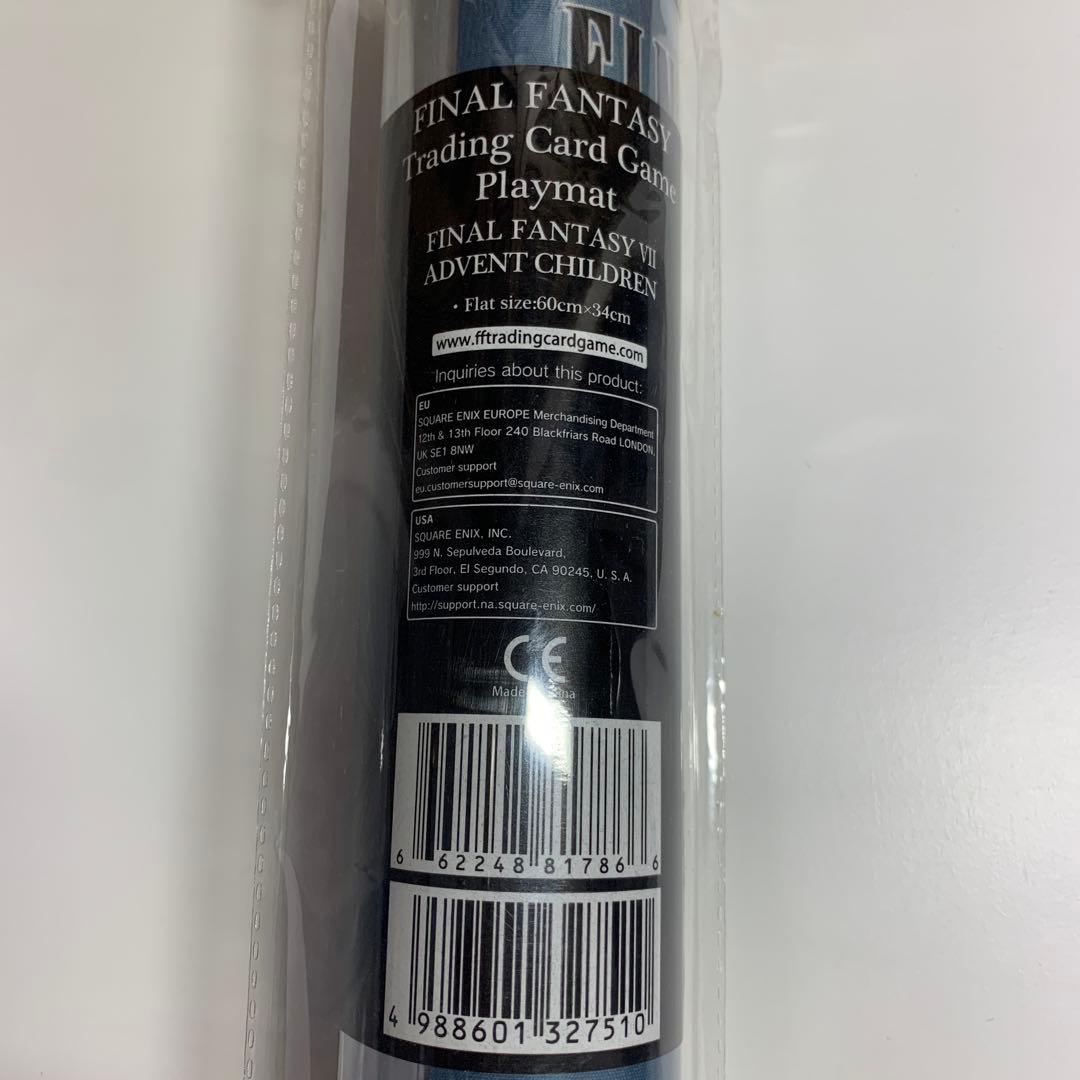 FINAL FANTASY
Trading Card Game
Playmat
FINAL FANTASY VII
ADVENT CHILDREN
・Flat size:60cm×34cm
www.fftradingcardgame.com
Inquiries about this product:
EU
SQUARE ENIX EUROPE Merchandising Department
12th & 13th Floor 240 Blackfriars Road LONDON,
UK SE1 8NW
Customer support
eu.customersupport@square-enix.com
USA
SQUARE ENIX, INC.
999 N. Sepulveda Boulevard,
3rd Floor, El Segundo, CA 90245, U. S. A.
Customer support
http://support.na.square-enix.com/
CE
Made
6 62248 81786 6
4 988601 327510